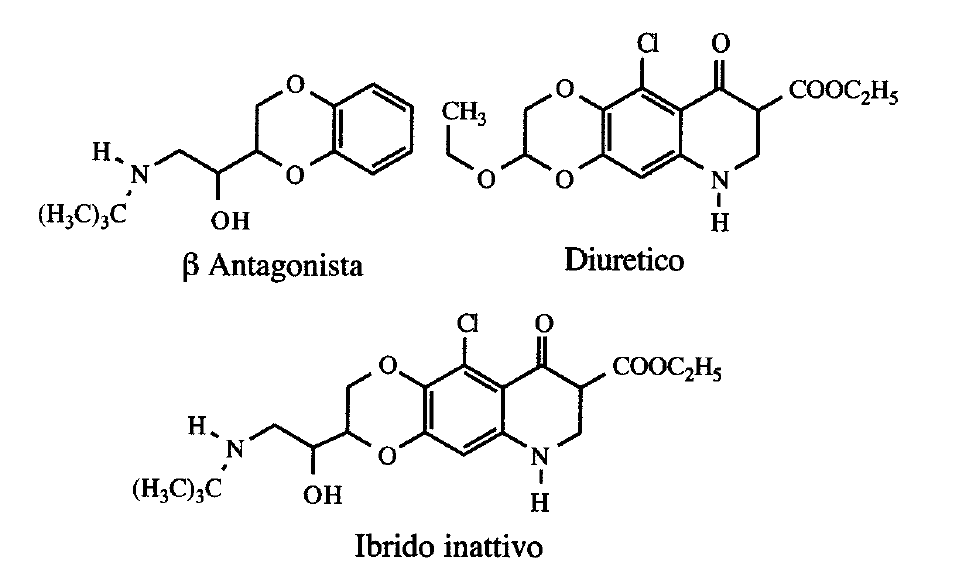 Cl O
O COOC₂H₅
CH₃
O
H
N O O O N
(H₃C)₃C OH H
β Antagonista Diuretico
Cl O
O COOC₂H₅
H
N O N
(H₃C)₃C OH H
Ibrido inattivo